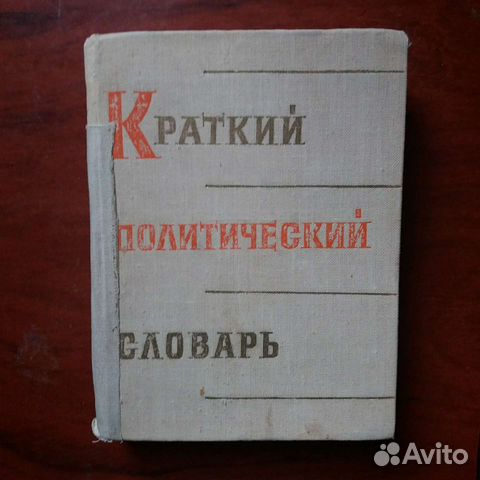 Краткий
политический
словарь
Avito